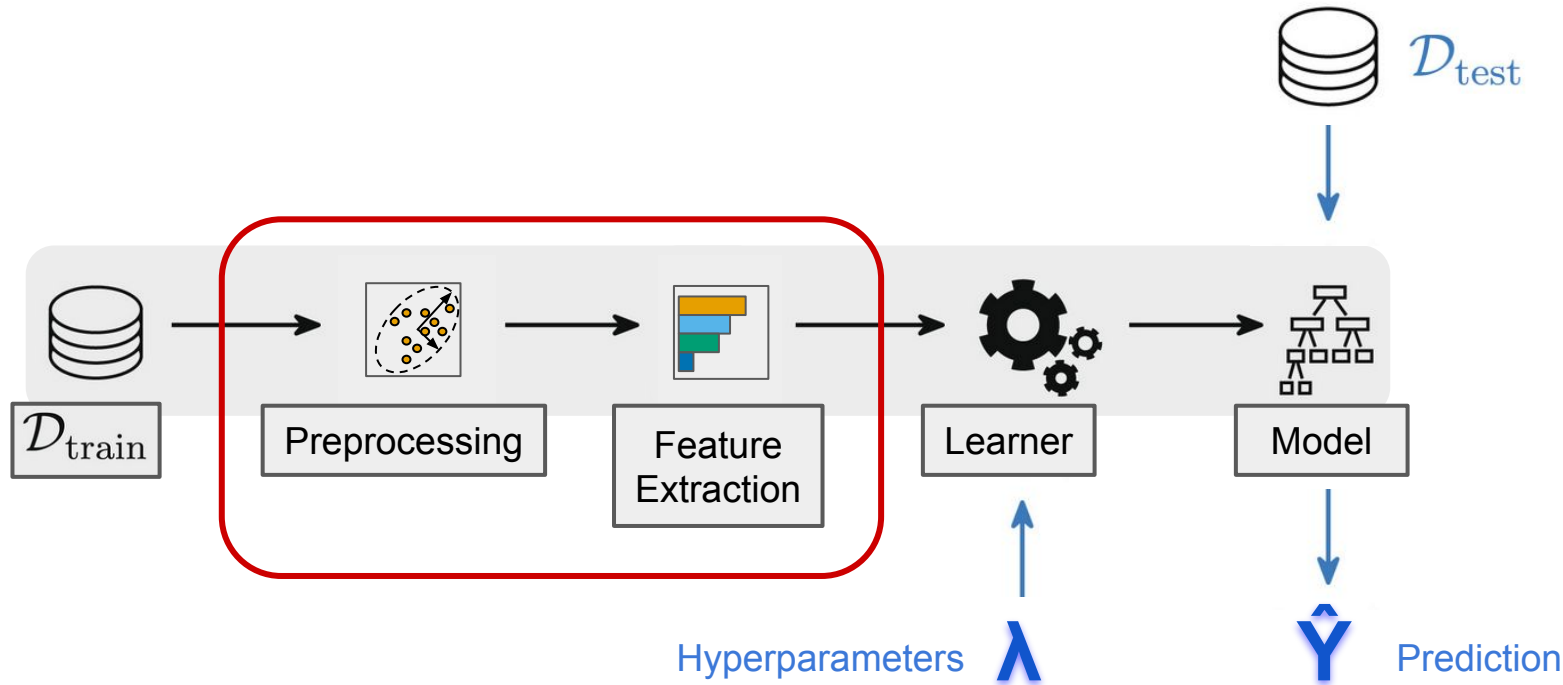 𝒟test
𝒟train
Preprocessing
Feature
Extraction
Learner
Model
Hyperparameters λ
Ŷ Prediction